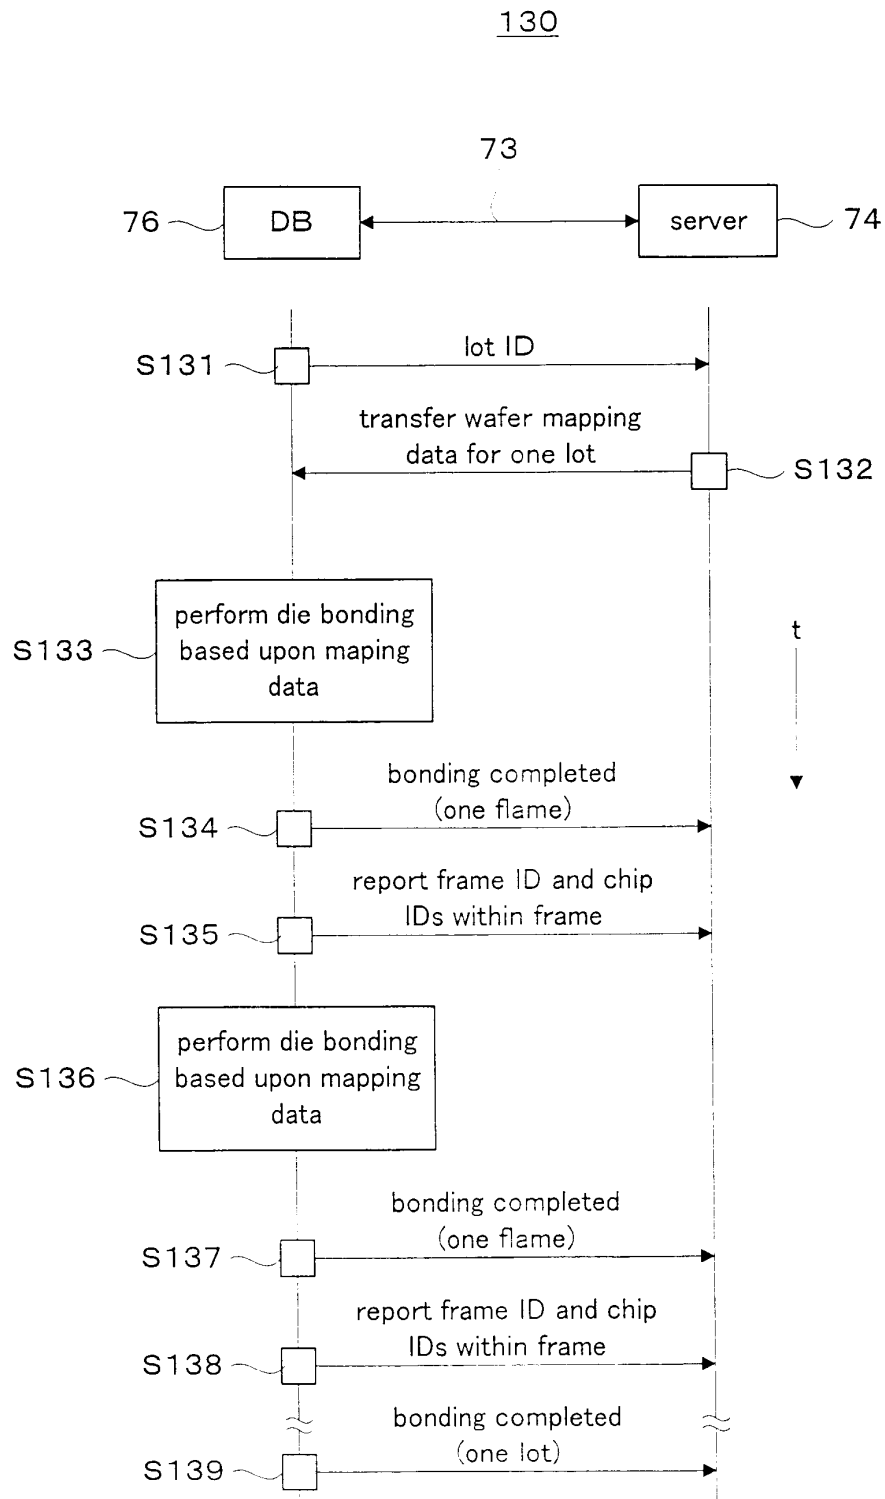 130
73
76
DB
server
74
S131
lot ID
transfer wafer mapping
data for one lot
S132
perform die bonding
based upon maping
data
S133
t
bonding completed
(one flame)
S134
report frame ID and chip
IDs within frame
S135
perform die bonding
based upon mapping
data
S136
bonding completed
(one flame)
S137
report frame ID and chip
IDs within frame
S138
bonding completed
(one lot)
S139